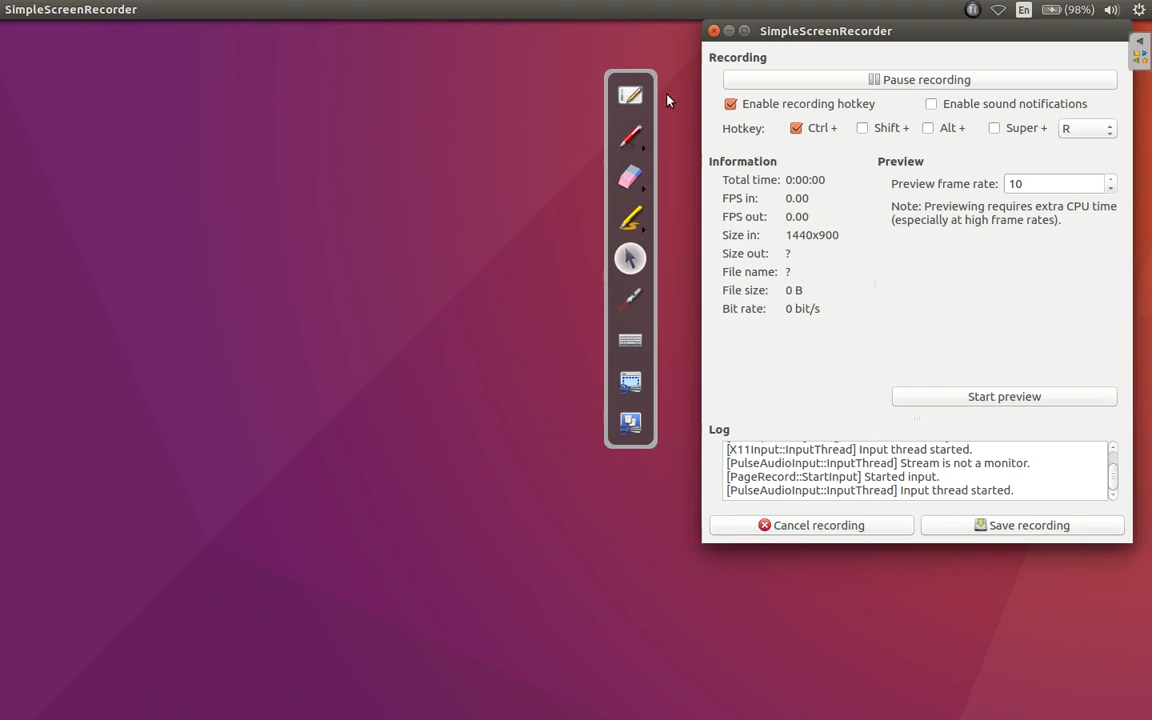 SimpleScreenRecorder
En
(98%)
SimpleScreenRecorder
Recording
Pause recording
Enable recording hotkey
Enable sound notifications
Hotkey:
Ctrl +
Shift +
Alt +
Super +
R
Information
Total time: 0:00:00
FPS in: 0.00
FPS out: 0.00
Size in: 1440x900
Size out: ?
File name: ?
File size: 0 B
Bit rate: 0 bit/s
Preview
Preview frame rate: 10
Note: Previewing requires extra CPU time
(especially at high frame rates).
Start preview
Log
[X11Input::InputThread] Input thread started.
[PulseAudioInput::InputThread] Stream is not a monitor.
[PageRecord::StartInput] Started input.
[PulseAudioInput::InputThread] Input thread started.
Cancel recording
Save recording